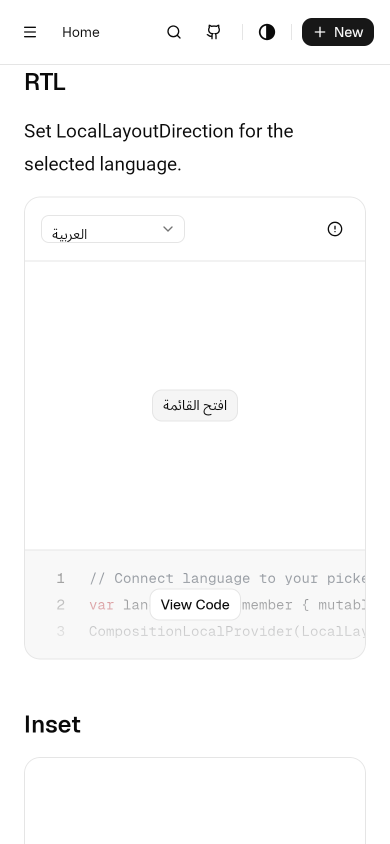 Home
New
RTL
Set LocalLayoutDirection for the
selected language.
العربية
افتح القائمة
1 // Connect language to your picke
2 var lan member { mutabl
View Code
3 CompositionLocalProvider(LocalLay
Inset